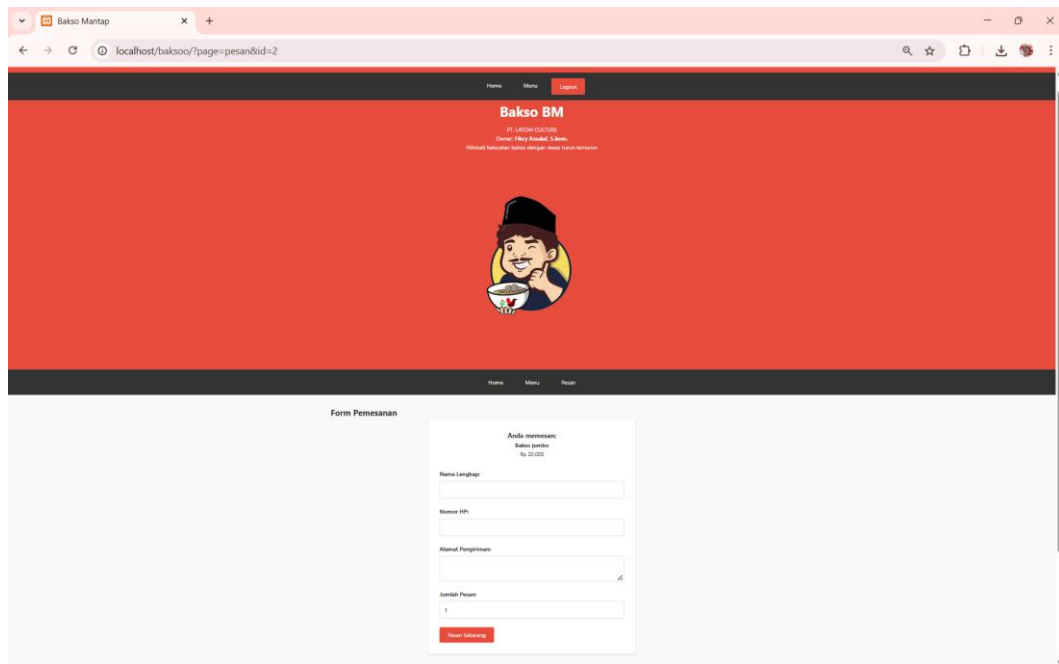 Bakso Mantap
localhost/baksoo/?page=pesan&id=2
Home Menu Logout
Bakso BM
PT. LATOM CULTURE
Owner: Fikry Assalaf, S.kom.
Nikmati kelezatan bakso dengan resep turun temurun
Home Menu Pesan
Form Pemesanan
Anda memesan:
Bakso Jumbo
Rp 20.000
Nama Lengkap:
Nomor HP:
Alamat Pengiriman:
Jumlah Pesan:
1
Pesan Sekarang